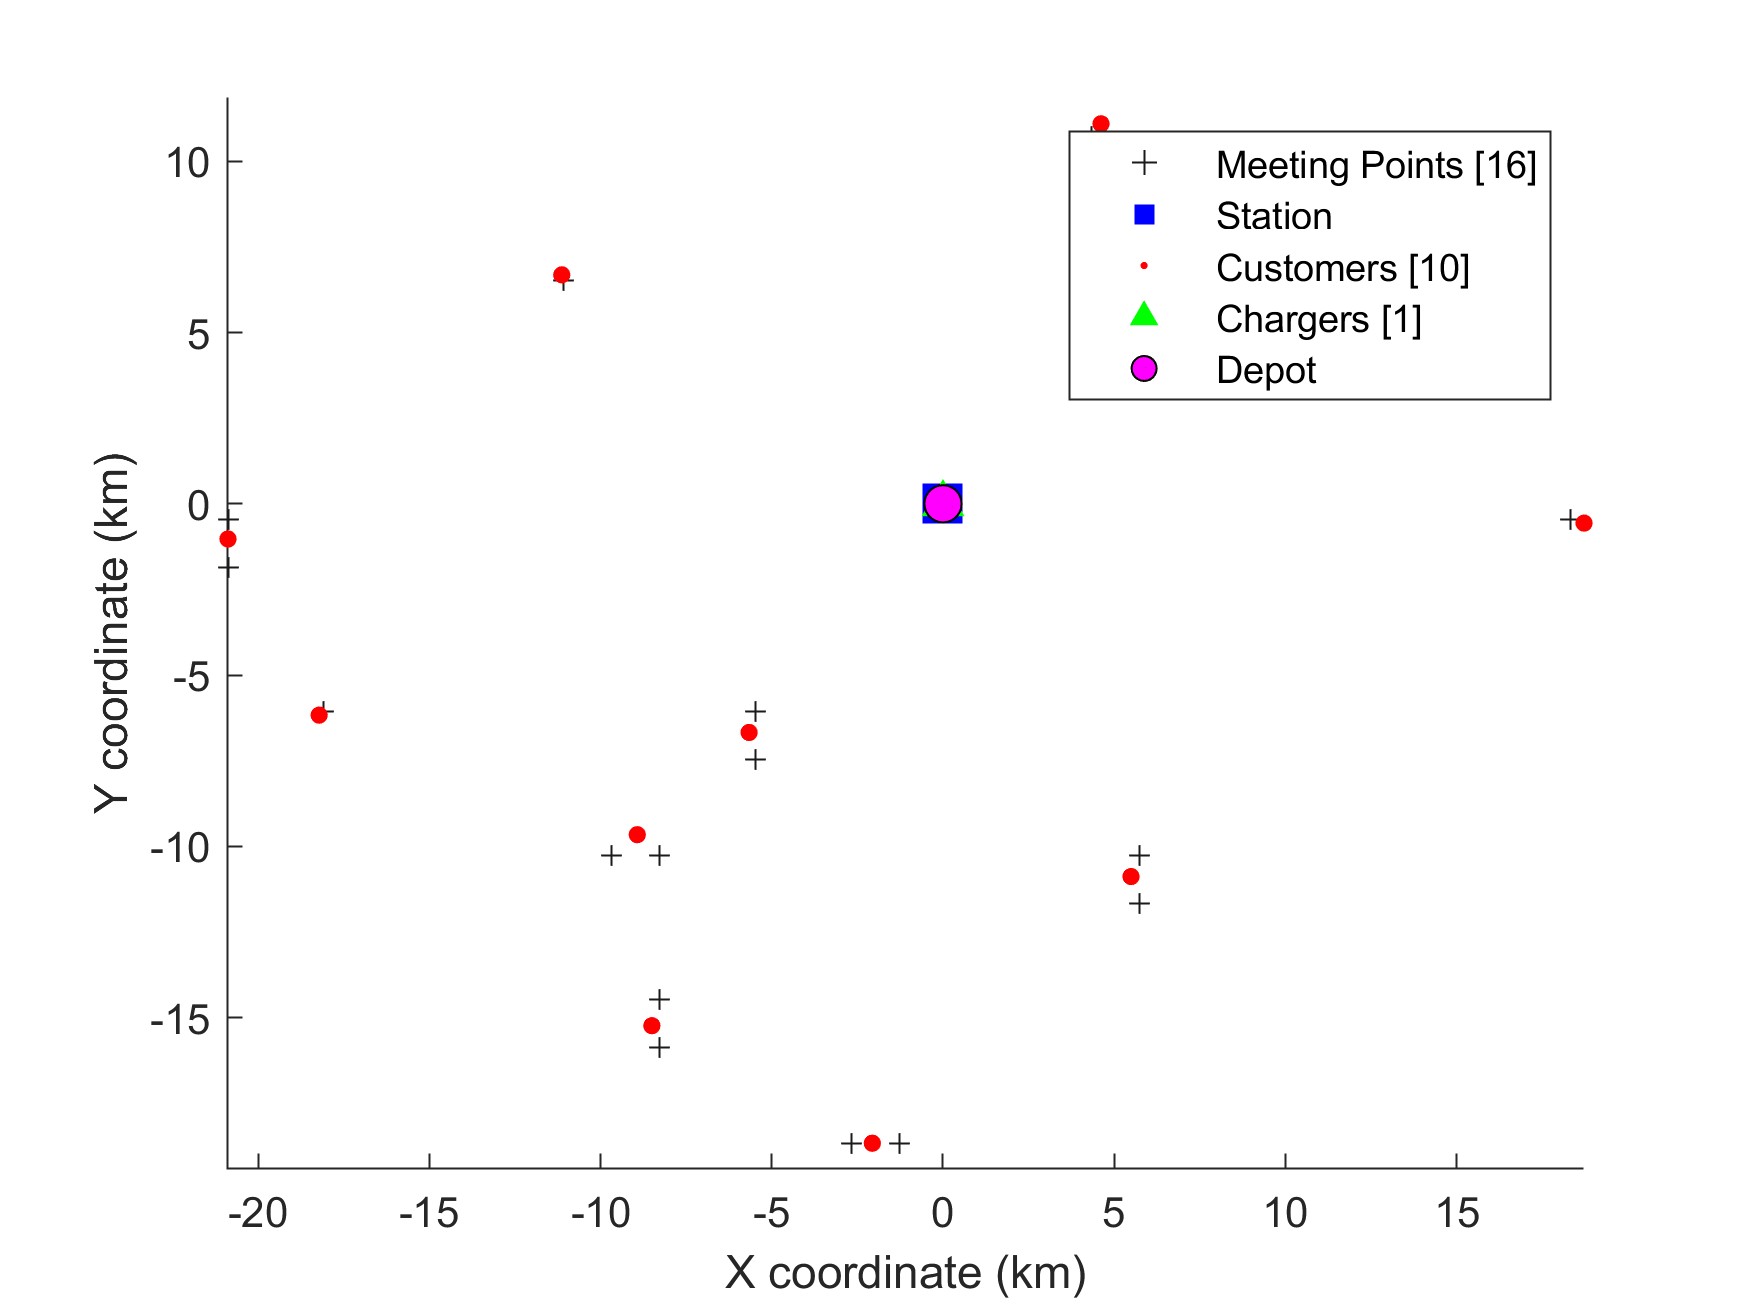 10
5
0
-5
-10
-15
Y coordinate (km)
Meeting Points [16]
Station
Customers [10]
Chargers [1]
Depot
-20 -15 -10 -5 0 5 10 15
X coordinate (km)